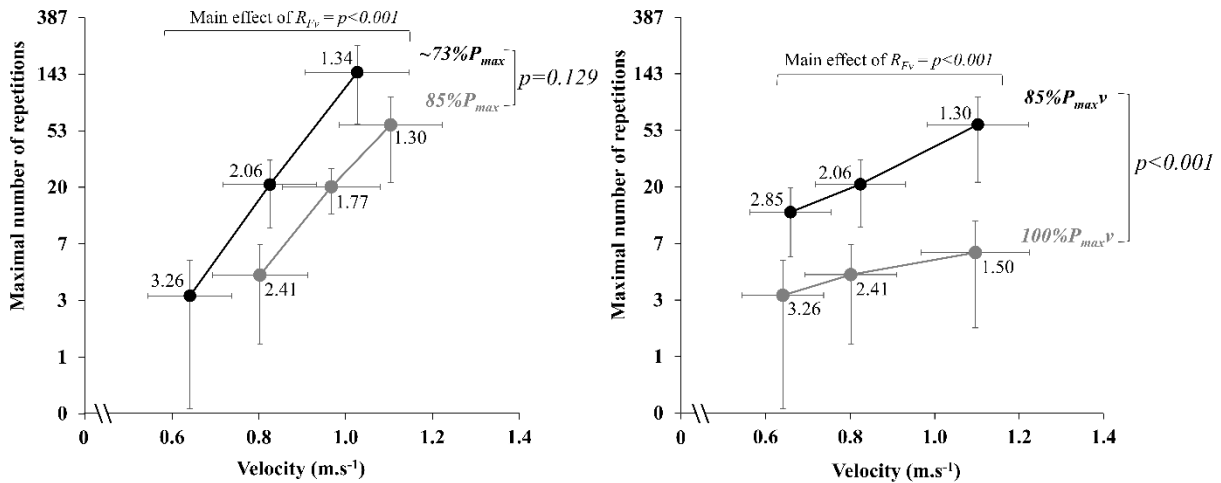 387
143
53
20
7
3
1
0
Maximal number of repetitions
Main effect of R_Fv = p<0.001
~73%P_max
85%P_max
p=0.129
1.34
1.30
2.06
1.77
3.26
2.41
0 0.6 0.8 1.0 1.2 1.4
Velocity (m.s⁻¹)
387
143
53
20
7
3
1
0
Maximal number of repetitions
Main effect of R_Fv – p<0.001
85%P_maxv
100%P_maxv
p<0.001
1.30
2.06
2.85
1.50
2.41
3.26
0 0.6 0.8 1.0 1.2 1.4
Velocity (m.s⁻¹)